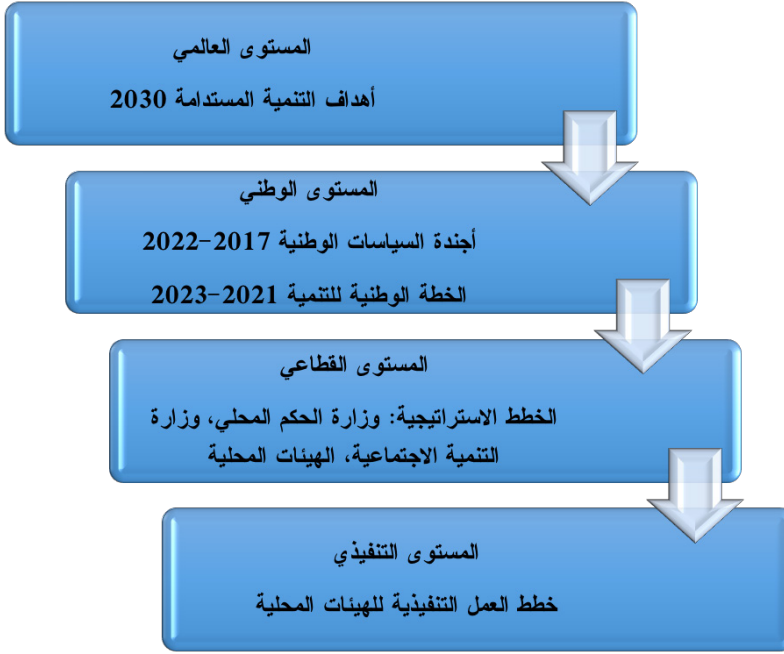 المستوى العالمي
أهداف التنمية المستدامة 2030
المستوى الوطني
أجندة السياسات الوطنية 2017-2022
الخطة الوطنية للتنمية 2021-2023
المستوى القطاعي
الخطط الاستراتيجية: وزارة الحكم المحلي، وزارة
التنمية الاجتماعية، الهيئات المحلية
المستوى التنفيذي
خطط العمل التنفيذية للهيئات المحلية